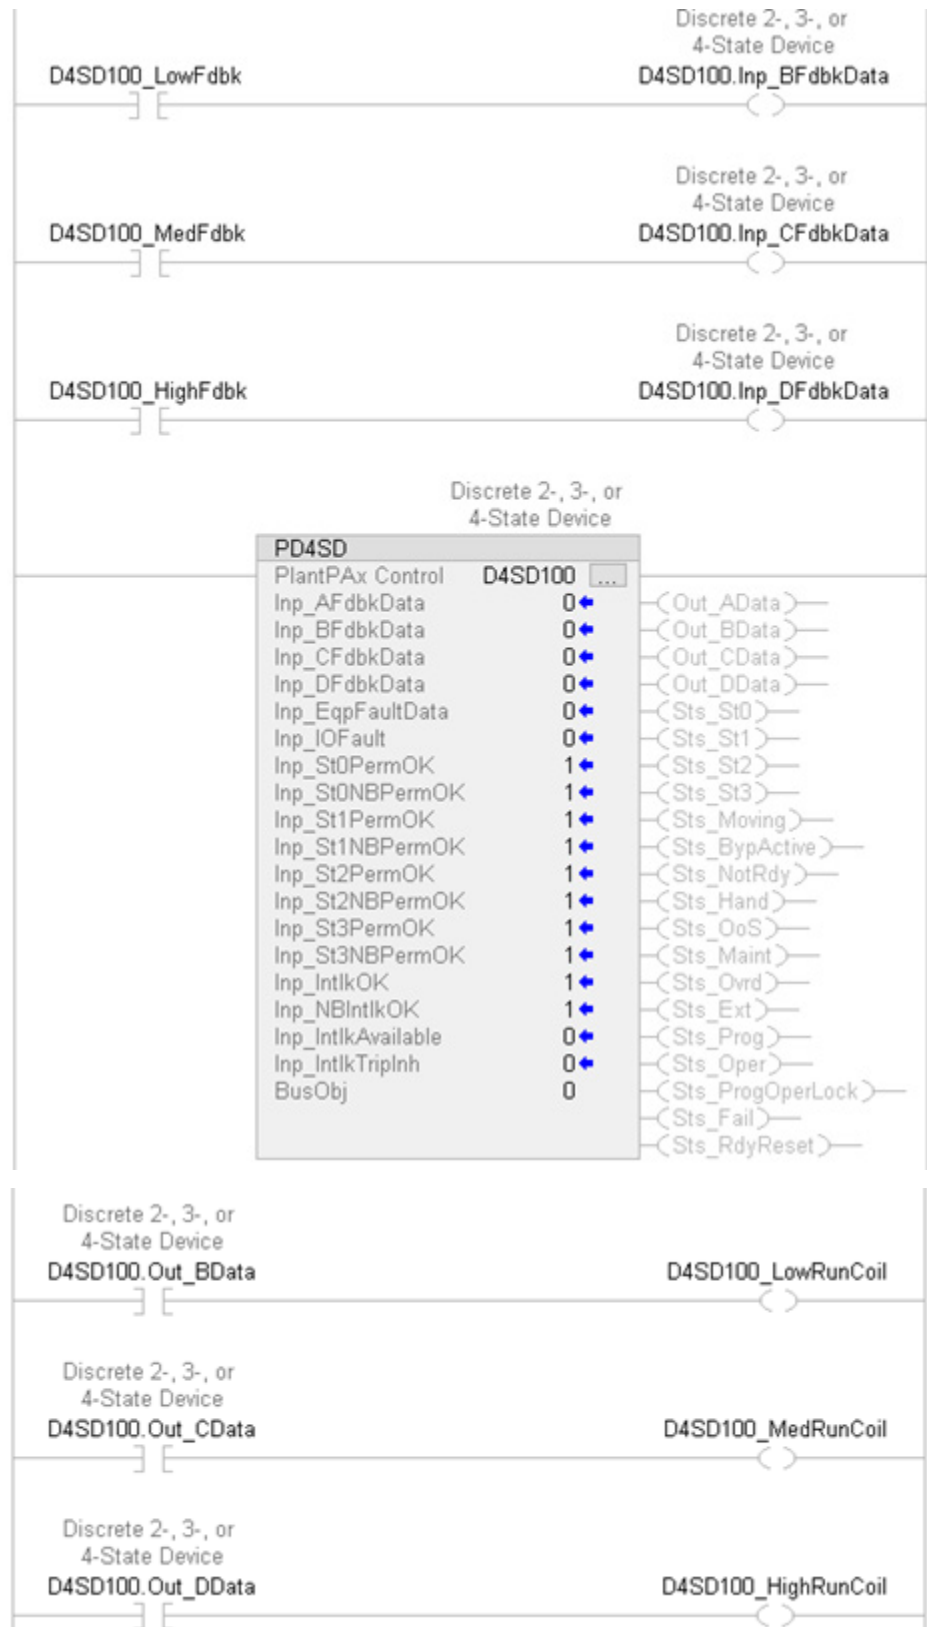 Discrete 2-, 3-, or
4-State Device
D4SD100_LowFdbk D4SD100.Inp_BFdbkData
Discrete 2-, 3-, or
4-State Device
D4SD100_MedFdbk D4SD100.Inp_CFdbkData
Discrete 2-, 3-, or
4-State Device
D4SD100_HighFdbk D4SD100.Inp_DFdbkData
Discrete 2-, 3-, or
4-State Device
PD4SD
PlantPAx Control D4SD100 ...
Inp_AFdbkData 0 Out_AData
Inp_BFdbkData 0 Out_BData
Inp_CFdbkData 0 Out_CData
Inp_DFdbkData 0 Out_DData
Inp_EqpFaultData 0 Sts_St0
Inp_IOFault 0 Sts_St1
Inp_St0PermOK 1 Sts_St2
Inp_St0NBPermOK 1 Sts_St3
Inp_St1PermOK 1 Sts_Moving
Inp_St1NBPermOK 1 Sts_BypActive
Inp_St2PermOK 1 Sts_NotRdy
Inp_St2NBPermOK 1 Sts_Hand
Inp_St3PermOK 1 Sts_OoS
Inp_St3NBPermOK 1 Sts_Maint
Inp_IntlkOK 1 Sts_Ovrd
Inp_NBIntlkOK 1 Sts_Ext
Inp_IntlkAvailable 0 Sts_Prog
Inp_IntlkTripInh 0 Sts_Oper
BusObj 0 Sts_ProgOperLock
Sts_Fail
Sts_RdyReset
Discrete 2-, 3-, or
4-State Device
D4SD100.Out_BData D4SD100_LowRunCoil
Discrete 2-, 3-, or
4-State Device
D4SD100.Out_CData D4SD100_MedRunCoil
Discrete 2-, 3-, or
4-State Device
D4SD100.Out_DData D4SD100_HighRunCoil